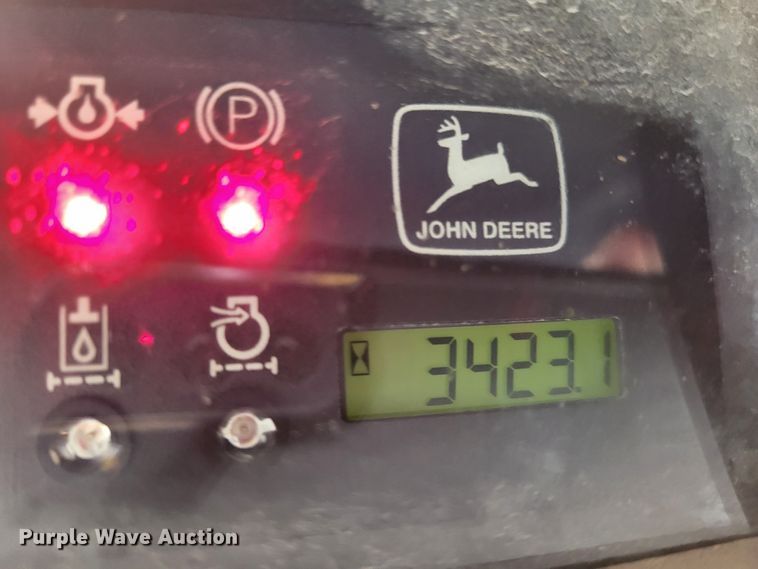 P
JOHN DEERE
3423.1
Purple Wave Auction